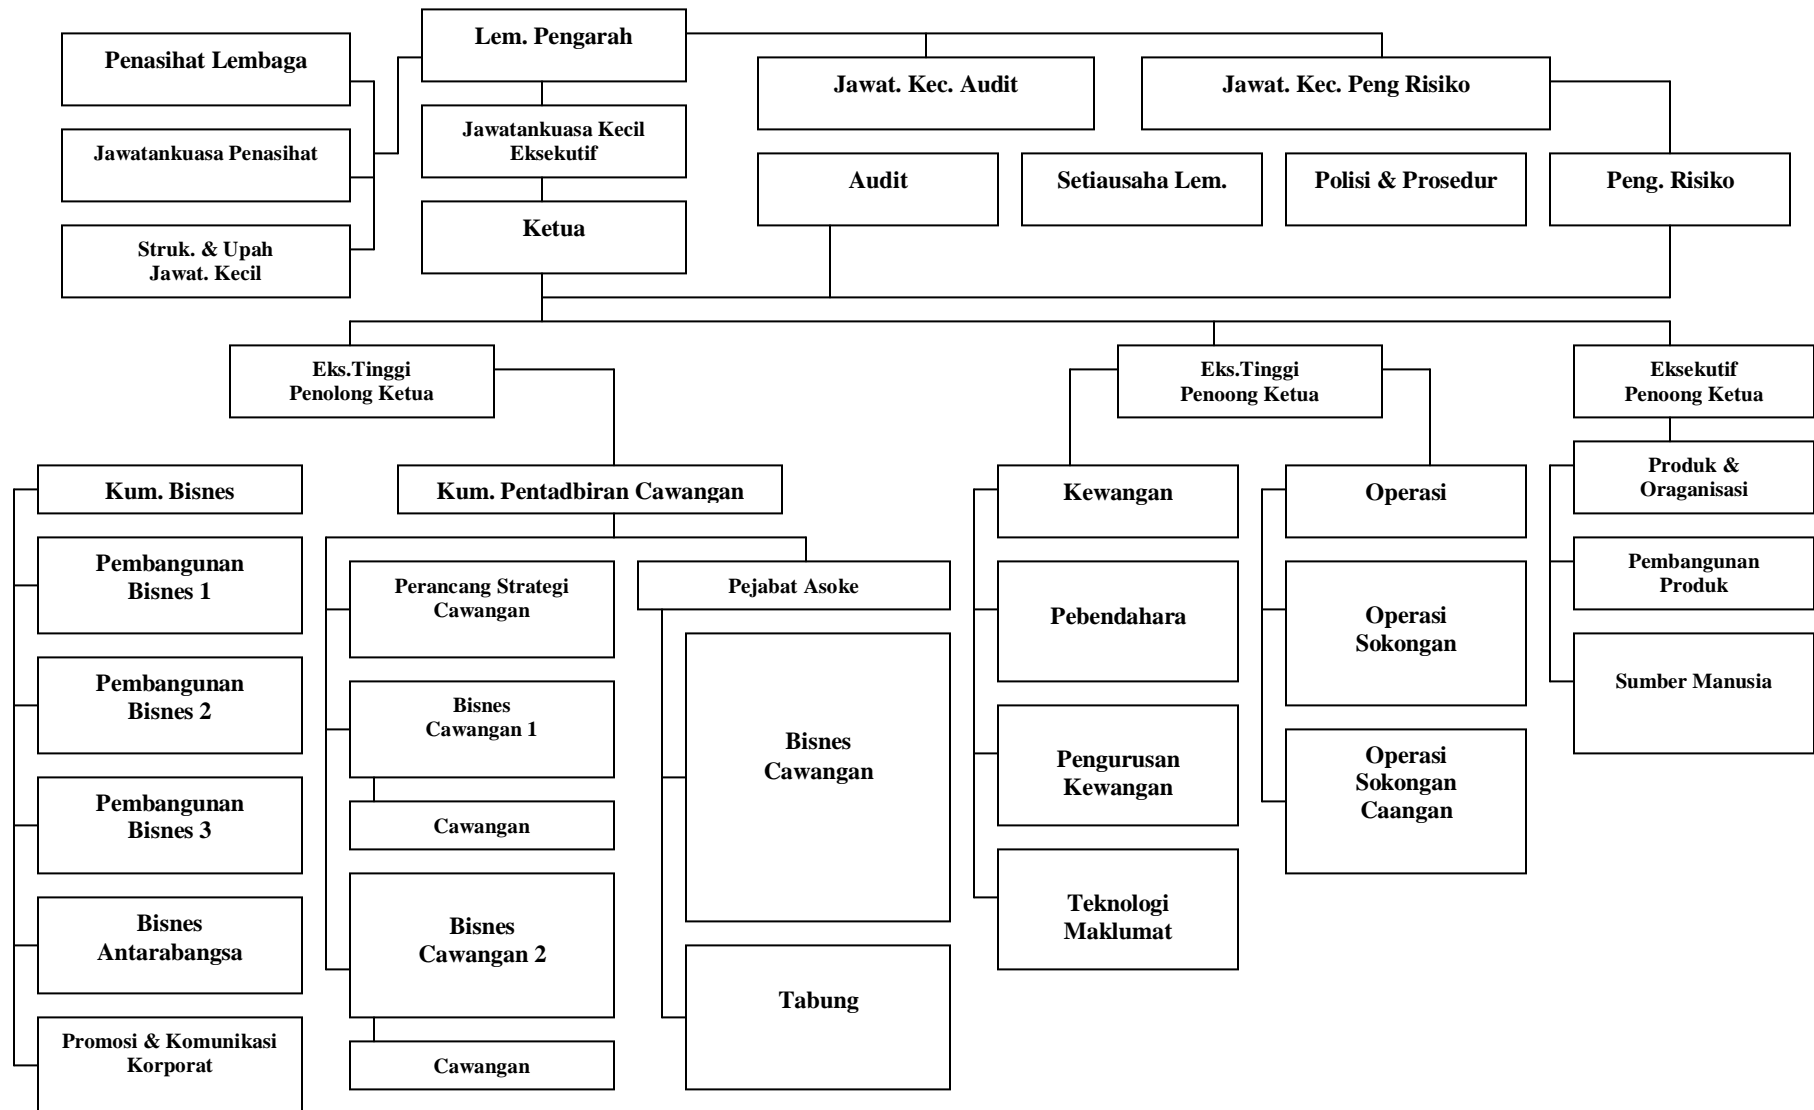 Lem. Pengarah
Penasihat Lembaga
Jawat. Kec. Audit
Jawat. Kec. Peng Risiko
Jawatankuasa Penasihat
Jawatankuasa Kecil
Eksekutif
Audit
Setiausaha Lem.
Polisi & Prosedur
Peng. Risiko
Struk. & Upah
Jawat. Kecil
Ketua
Eks.Tinggi
Penolong Ketua
Eks.Tinggi
Penoong Ketua
Eksekutif
Penoong Ketua
Kum. Bisnes
Pembangunan
Bisnes 1
Pembangunan
Bisnes 2
Pembangunan
Bisnes 3
Bisnes
Antarabangsa
Promosi & Komunikasi
Korporat
Kum. Pentadbiran Cawangan
Perancang Strategi
Cawangan
Bisnes
Cawangan 1
Cawangan
Bisnes
Cawangan 2
Cawangan
Pejabat Asoke
Bisnes
Cawangan
Tabung
Kewangan
Pebendahara
Pengurusan
Kewangan
Teknologi
Maklumat
Operasi
Operasi
Sokongan
Operasi
Sokongan
Caangan
Produk &
Oraganisasi
Pembangunan
Produk
Sumber Manusia